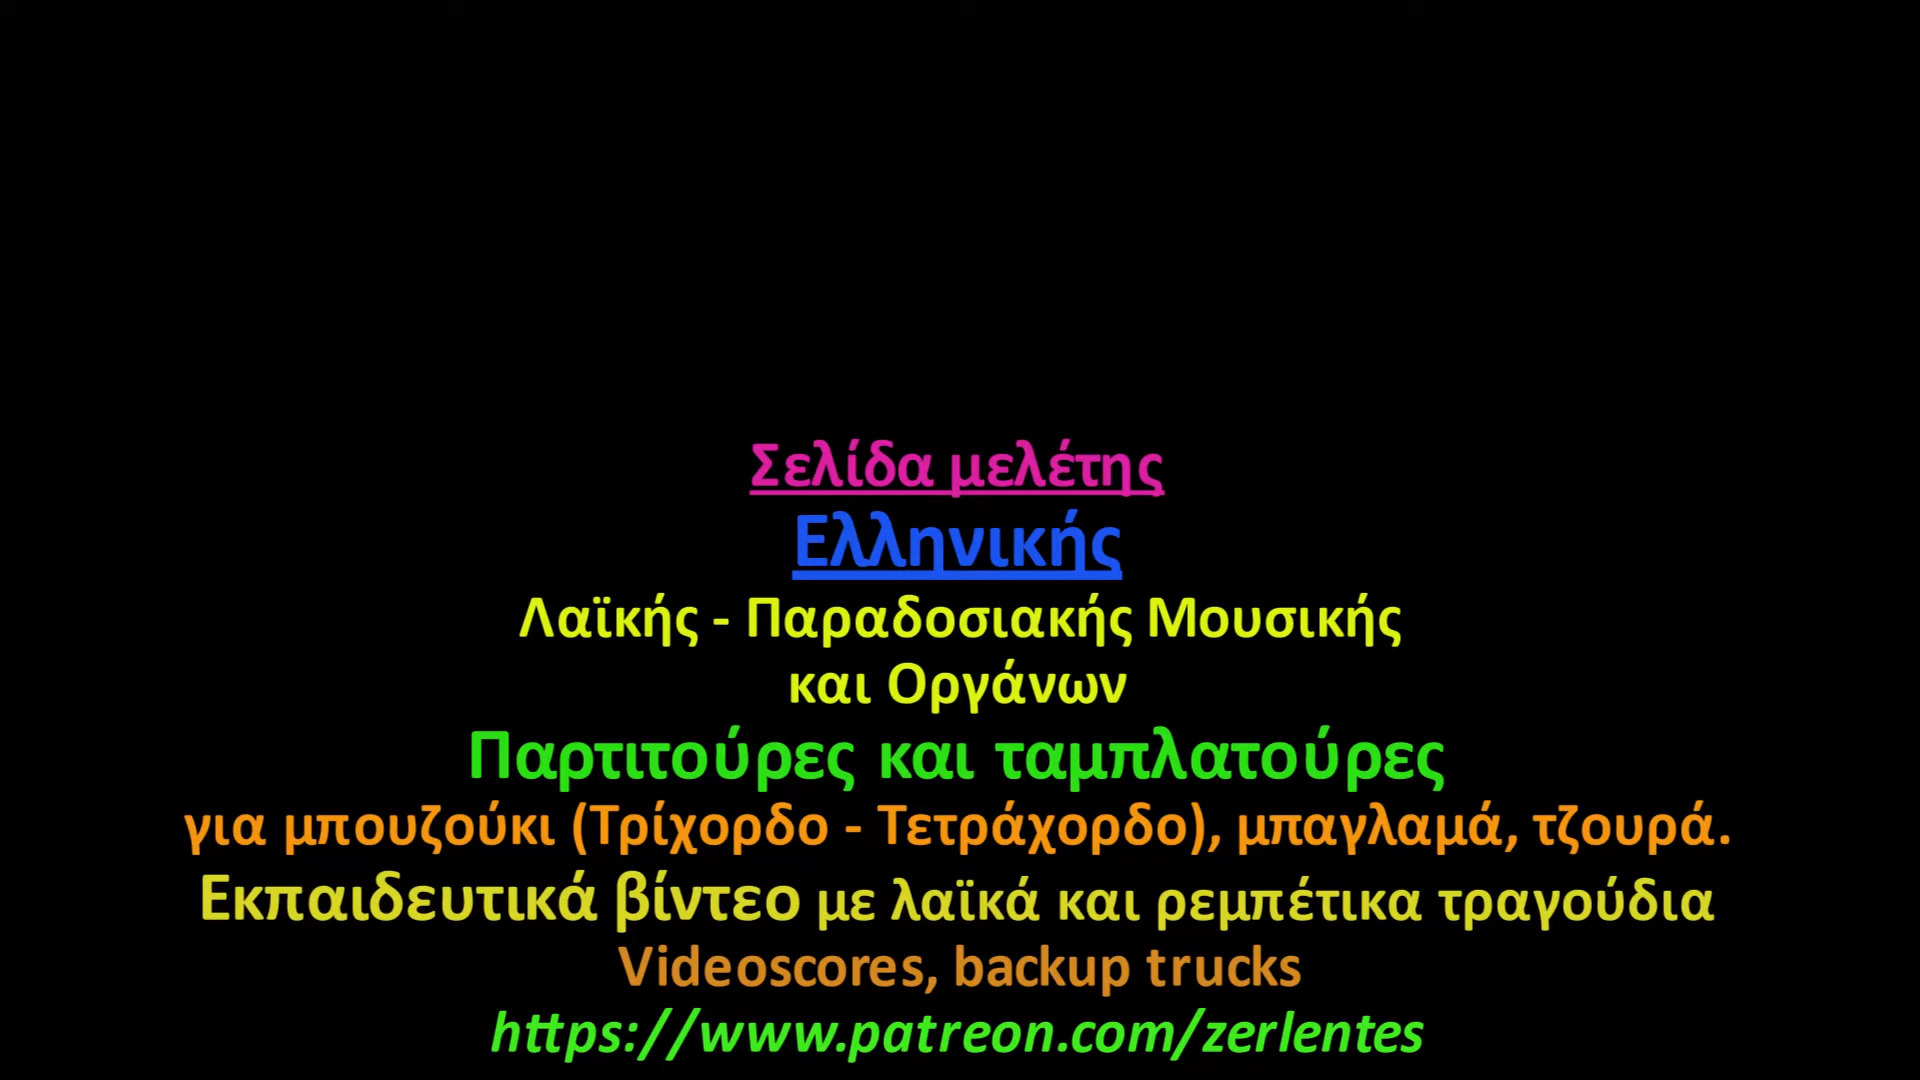 Σελίδα μελέτης
Ελληνικής
Λαϊκής - Παραδοσιακής Μουσικής
και Οργάνων
Παρτιτούρες και ταμπλατούρες
για μπουζούκι (Τρίχορδο - Τετράχορδο), μπαγλαμά, τζουρά.
Εκπαιδευτικά βίντεο με λαϊκά και ρεμπέτικα τραγούδια
Videoscores, backup trucks
https://www.patreon.com/zerlentes